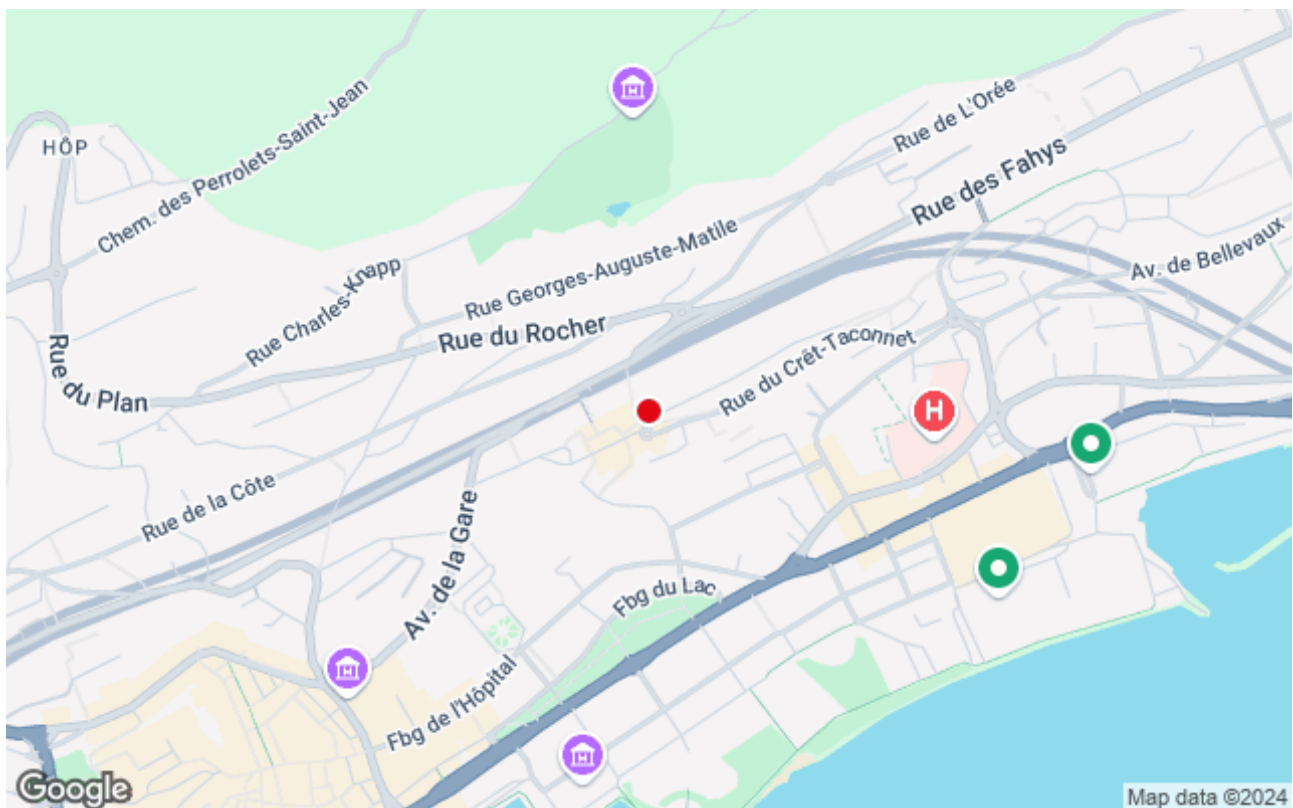 HÔP
Chem. des Perrolets-Saint-Jean
Rue de L'Orée
Rue des Fahys
Av. de Bellevaux
Rue Georges-Auguste-Matile
Rue Charles-Knapp
Rue du Rocher
Rue du Plan
Rue du Crêt-Taconnet
H
Rue de la Côte
Av. de la Gare
Fbg du Lac
Fbg de l'Hôpital
Google
Map data ©2024